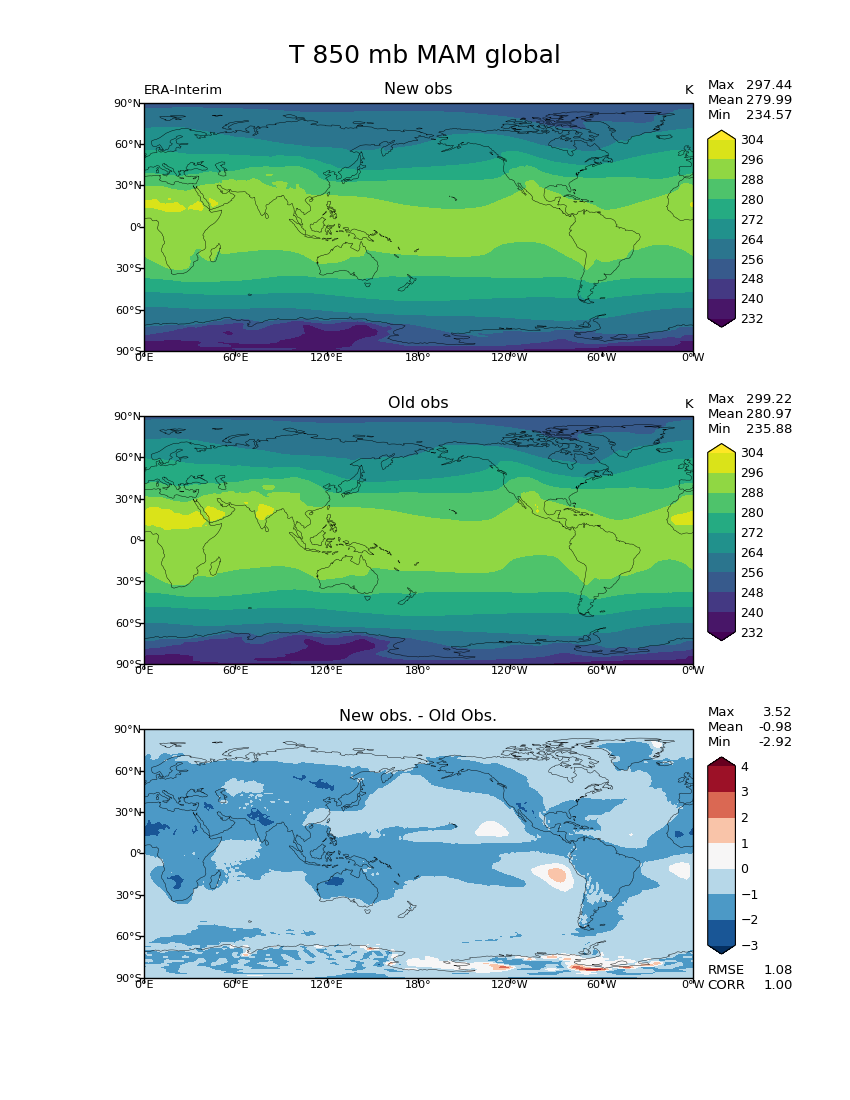 T 850 mb MAM global
ERA-Interim New obs K
Max 297.44
Mean 279.99
Min 234.57
304
296
288
280
272
264
256
248
240
232
90°N
60°N
30°N
0°
30°S
60°S
90°S
0°E 60°E 120°E 180° 120°W 60°W 0°W
Old obs K
Max 299.22
Mean 280.97
Min 235.88
304
296
288
280
272
264
256
248
240
232
90°N
60°N
30°N
0°
30°S
60°S
90°S
0°E 60°E 120°E 180° 120°W 60°W 0°W
New obs. - Old Obs.
Max 3.52
Mean -0.98
Min -2.92
4
3
2
1
0
−1
−2
−3
90°N
60°N
30°N
0°
30°S
60°S
90°S
0°E 60°E 120°E 180° 120°W 60°W 0°W
RMSE 1.08
CORR 1.00